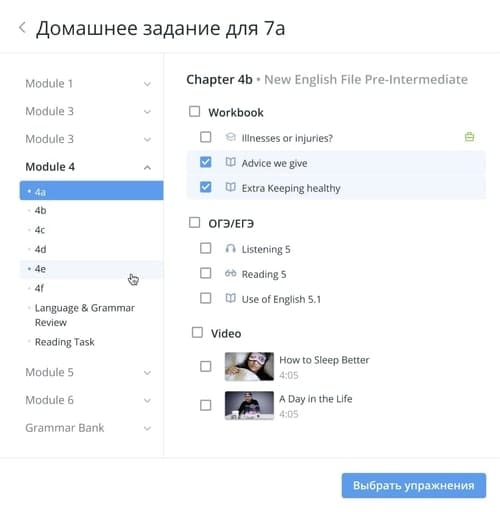 Домашнее задание для 7а
Module 1
Module 3
Module 3
Module 4
4a
4b
4c
4d
4e
4f
Language & Grammar
Review
Reading Task
Module 5
Module 6
Grammar Bank
Chapter 4b • New English File Pre-Intermediate
Workbook
Illnesses or injuries?
Advice we give
Extra Keeping healthy
ОГЭ/ЕГЭ
Listening 5
Reading 5
Use of English 5.1
Video
How to Sleep Better
4:05
A Day in the Life
4:05
Выбрать упражнения